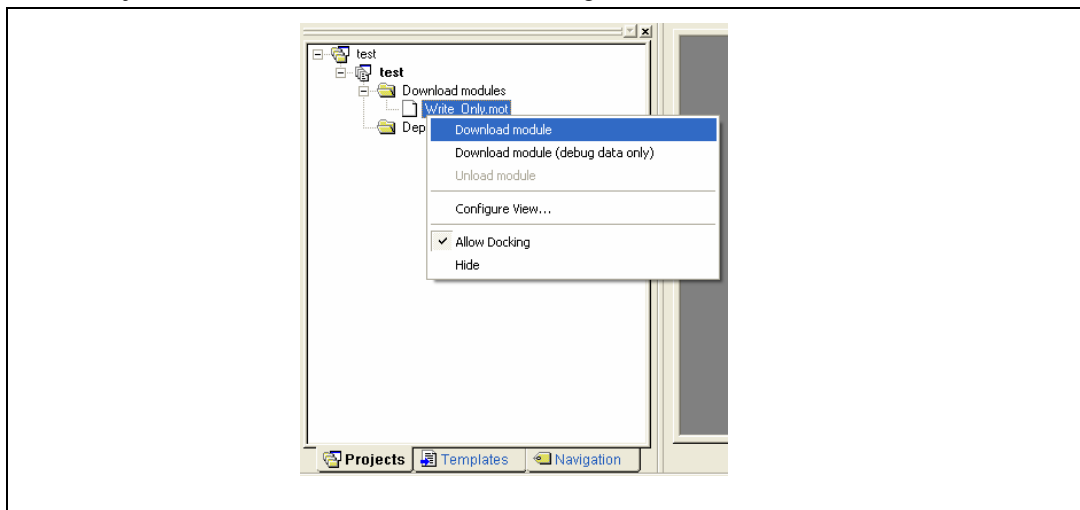 test
test
Download modules
Write_Only.mot
Dep
Download module
Download module (debug data only)
Unload module
Configure View...
Allow Docking
Hide
Projects Templates Navigation